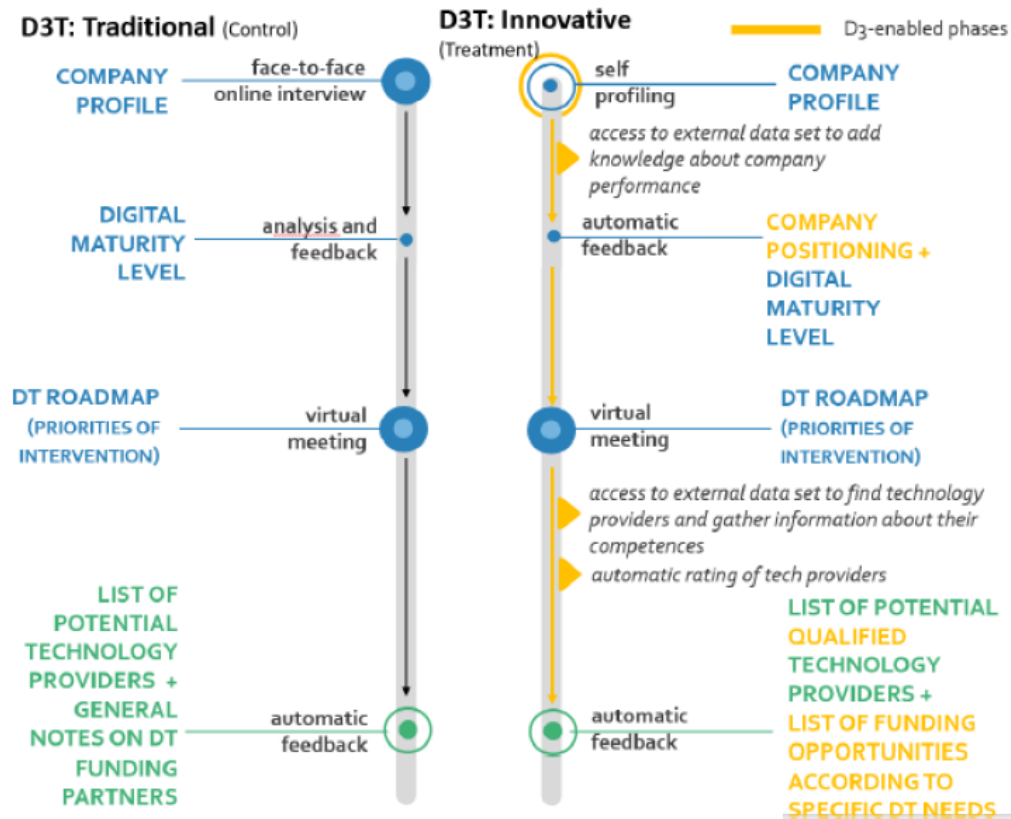 D3T: Traditional (Control)
COMPANY
PROFILE
face-to-face
online interview
DIGITAL
MATURITY
LEVEL
analysis and
feedback
DT ROADMAP
(PRIORITIES OF
INTERVENTION)
virtual
meeting
LIST OF
POTENTIAL
TECHNOLOGY
PROVIDERS +
GENERAL
NOTES ON DT
FUNDING
PARTNERS
automatic
feedback
D3T: Innovative
(Treatment)
D3-enabled phases
self
profiling
COMPANY
PROFILE
access to external data set to add
knowledge about company
performance
automatic
feedback
COMPANY
POSITIONING +
DIGITAL
MATURITY
LEVEL
virtual
meeting
DT ROADMAP
(PRIORITIES OF
INTERVENTION)
access to external data set to find technology
providers and gather information about their
competences
automatic rating of tech providers
automatic
feedback
LIST OF POTENTIAL
QUALIFIED
TECHNOLOGY
PROVIDERS +
LIST OF FUNDING
OPPORTUNITIES
ACCORDING TO
SPECIFIC DT NEEDS